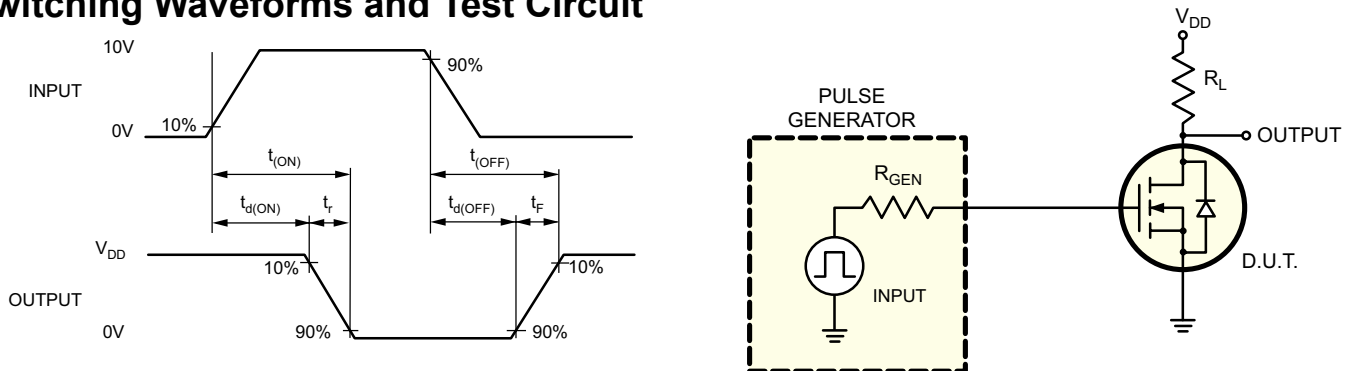 witching Waveforms and Test Circuit
10V
INPUT
0V
10%
90%
t(ON)
t(OFF)
td(ON)
tr
td(OFF)
tF
VDD
OUTPUT
0V
10%
90%
10%
90%
PULSE
GENERATOR
RGEN
INPUT
VDD
RL
OUTPUT
D.U.T.